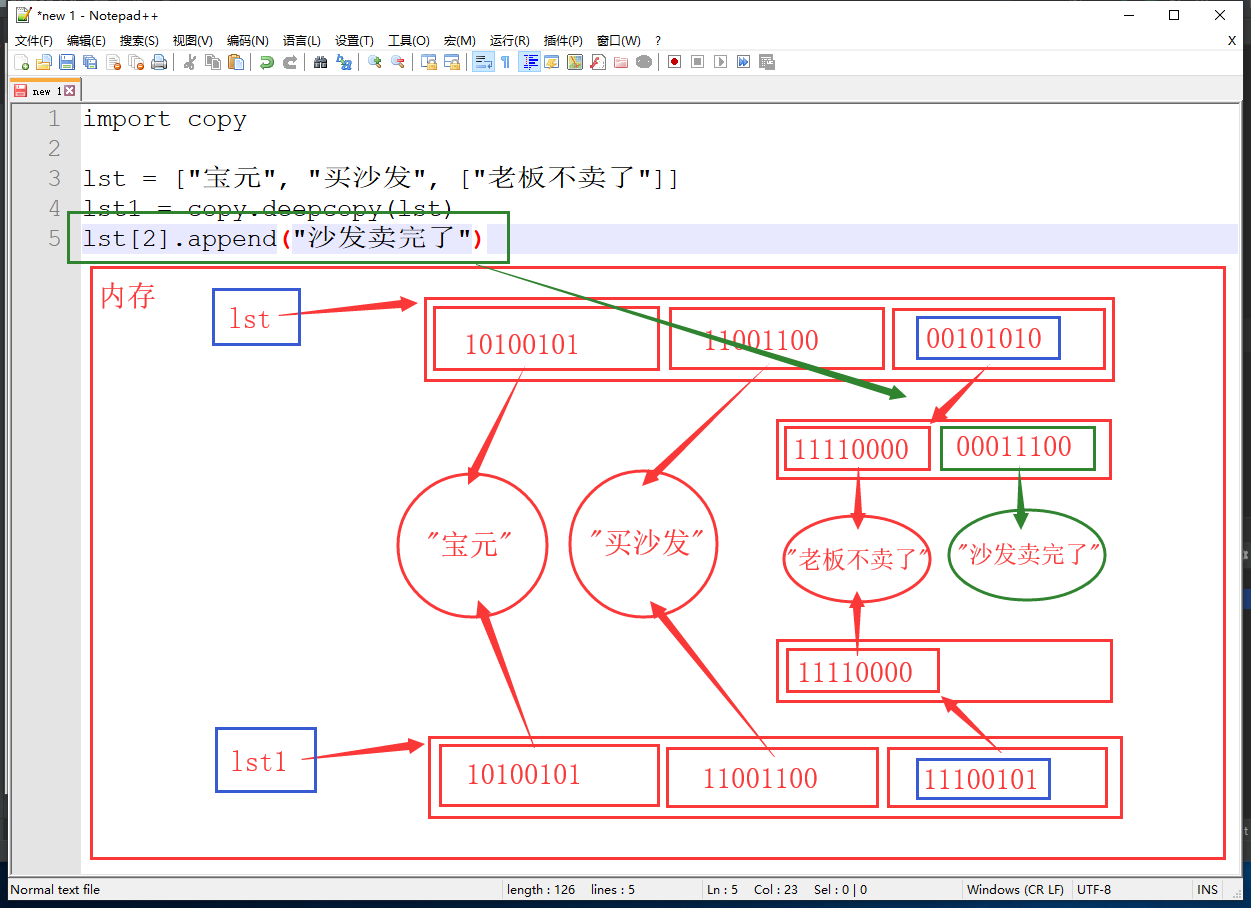 *new 1 - Notepad++
文件(F) 编辑(E) 搜索(S) 视图(V) 编码(N) 语言(L) 设置(T) 工具(O) 宏(M) 运行(R) 插件(P) 窗口(W) ? X
new 1
1 import copy
2
3 lst = ["宝元", "买沙发", ["老板不卖了"]]
4 lst1 = copy.deepcopy(lst)
5 lst[2].append("沙发卖完了")
内存
lst
10100101 11001100 00101010
11110000 00011100
"宝元" "买沙发" "老板不卖了" "沙发卖完了"
11110000
lst1
10100101 11001100 11100101
Normal text file length : 126 lines : 5 Ln : 5 Col : 23 Sel : 0 | 0 Windows (CR LF) UTF-8 INS